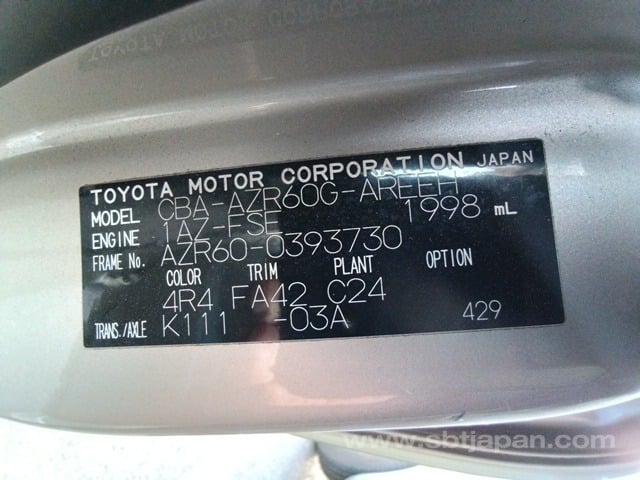 TOYOTA MOTOR CORPORATION JAPAN
MODEL CBA-AZR60G-AREEH
ENGINE 1AZ-FSE 1998 mL
FRAME No. AZR60-0393730
COLOR TRIM PLANT OPTION
4R4 FA42 C24
TRANS./AXLE K111 -03A 429
www.sbtjapan.com